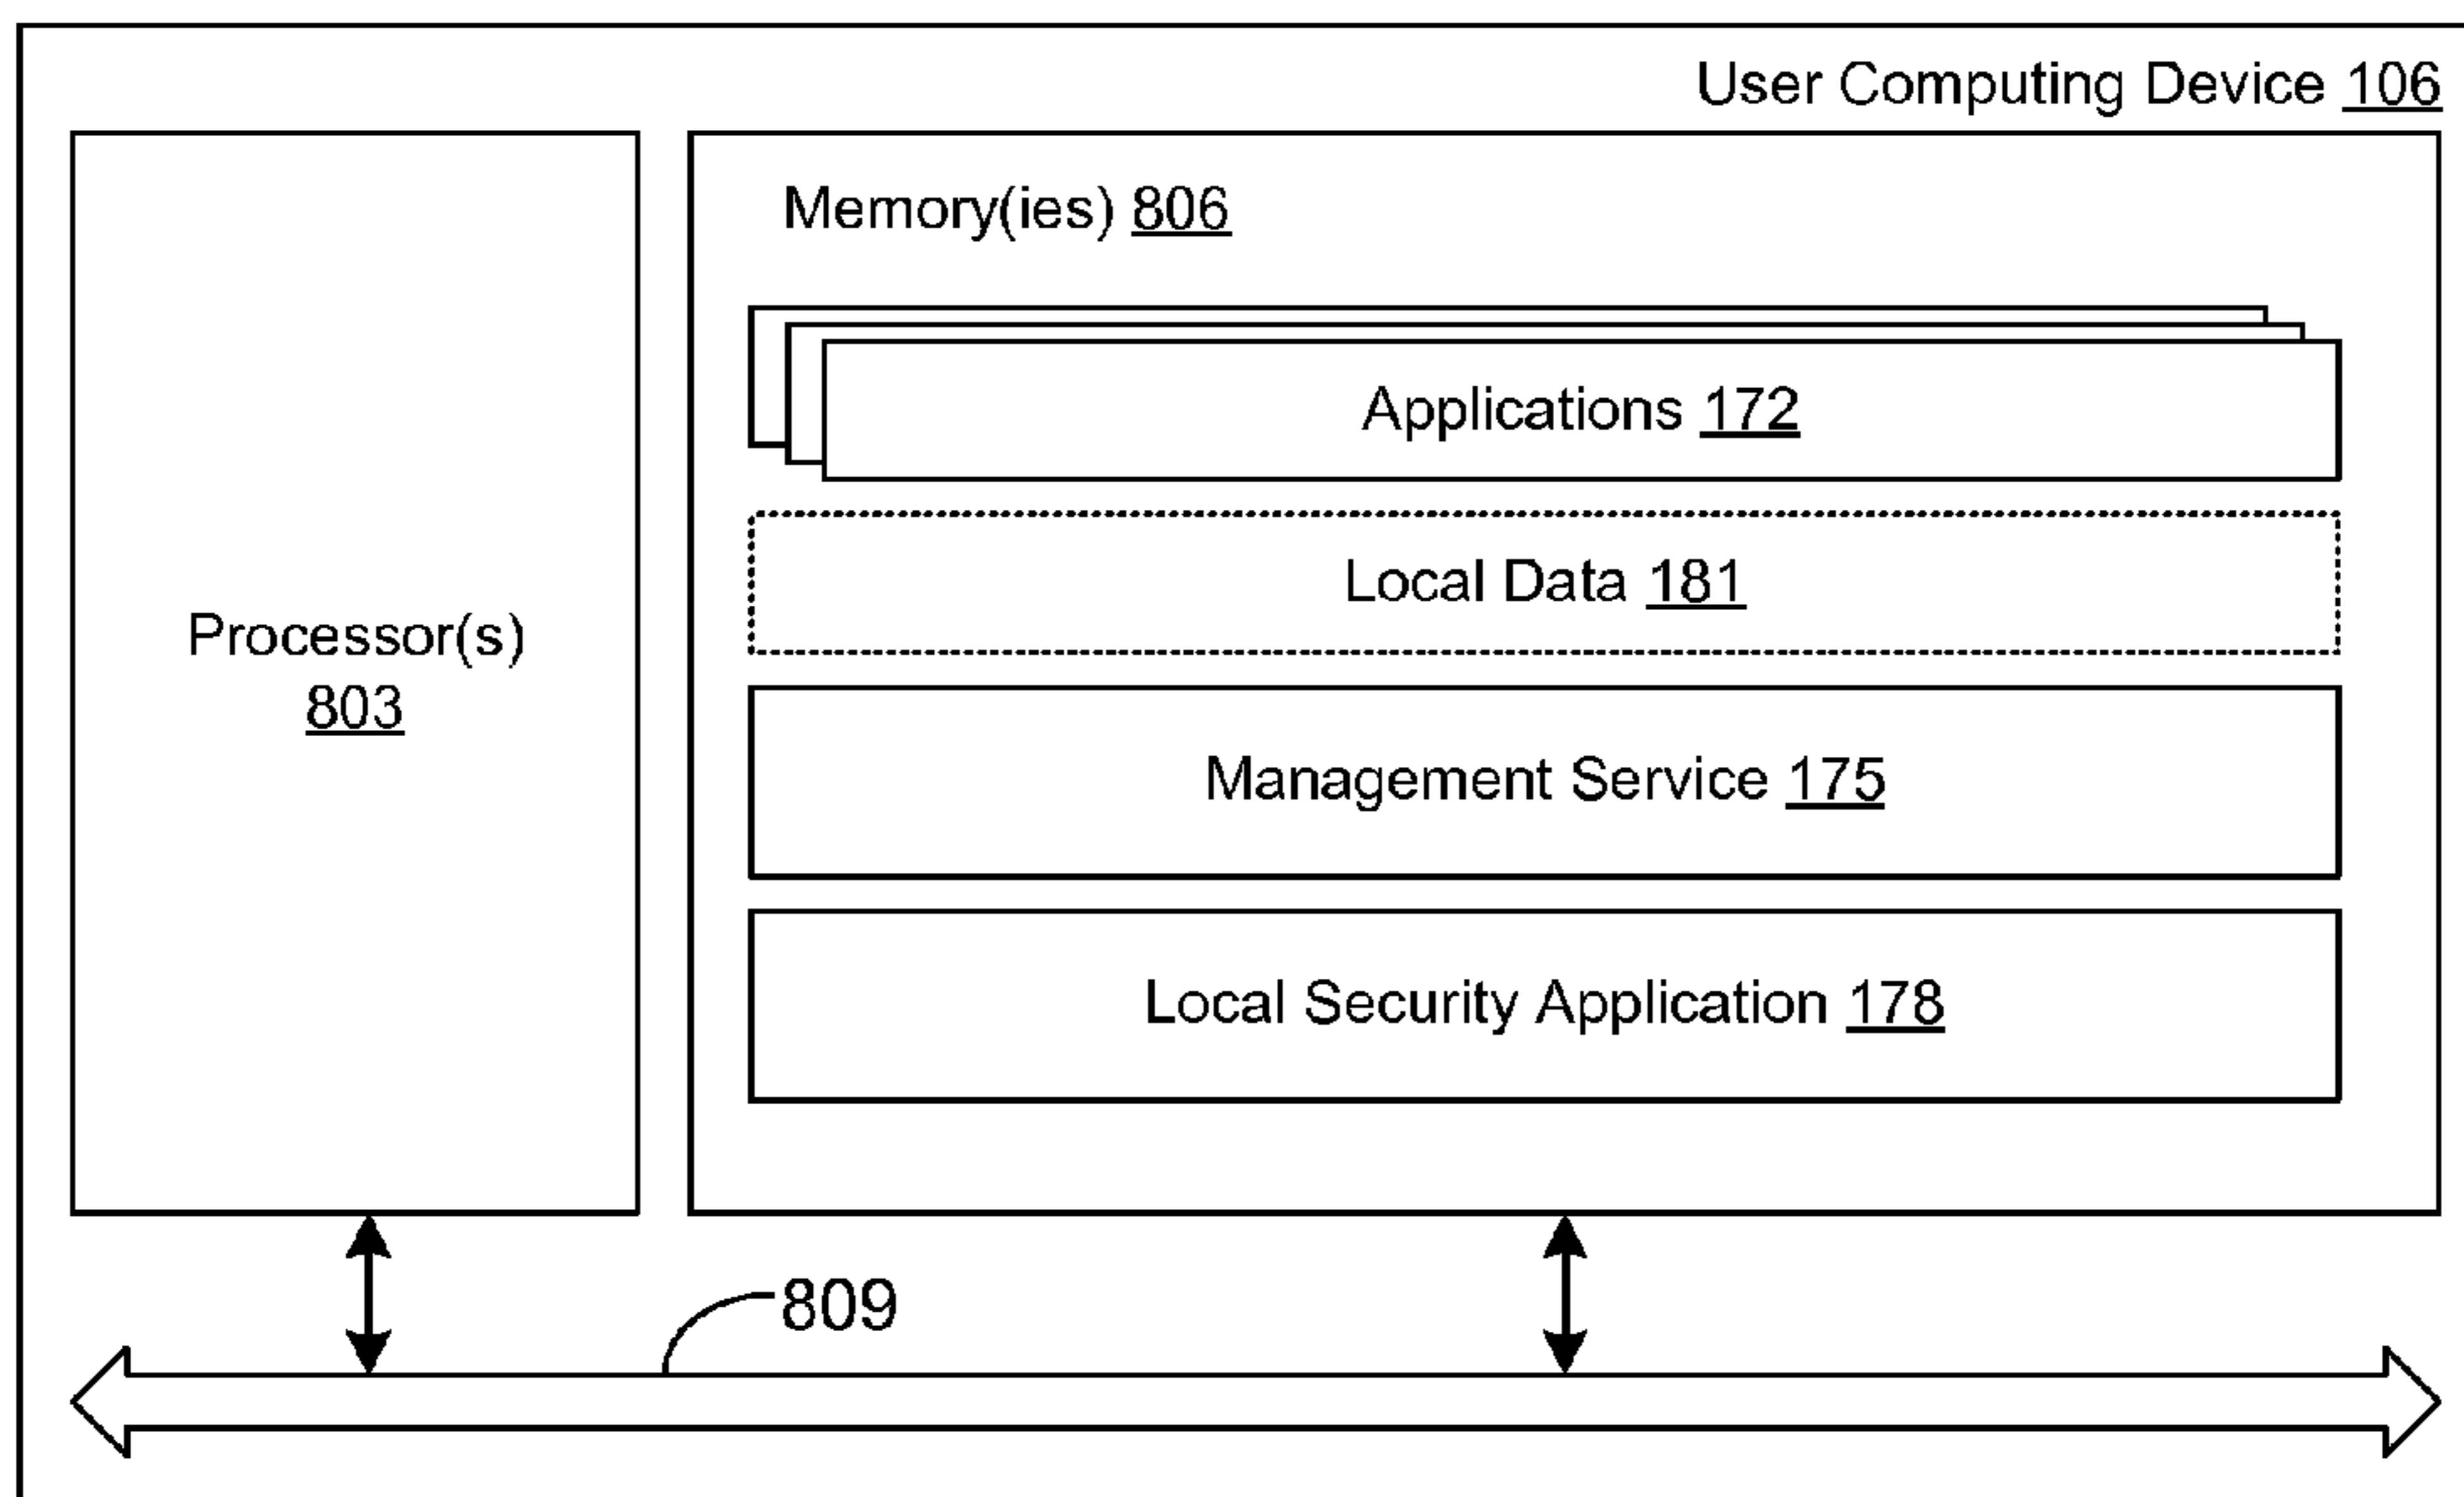 User Computing Device 106
Memory(ies) 806
Applications 172
Local Data 181
Processor(s)
803
Management Service 175
Local Security Application 178
809